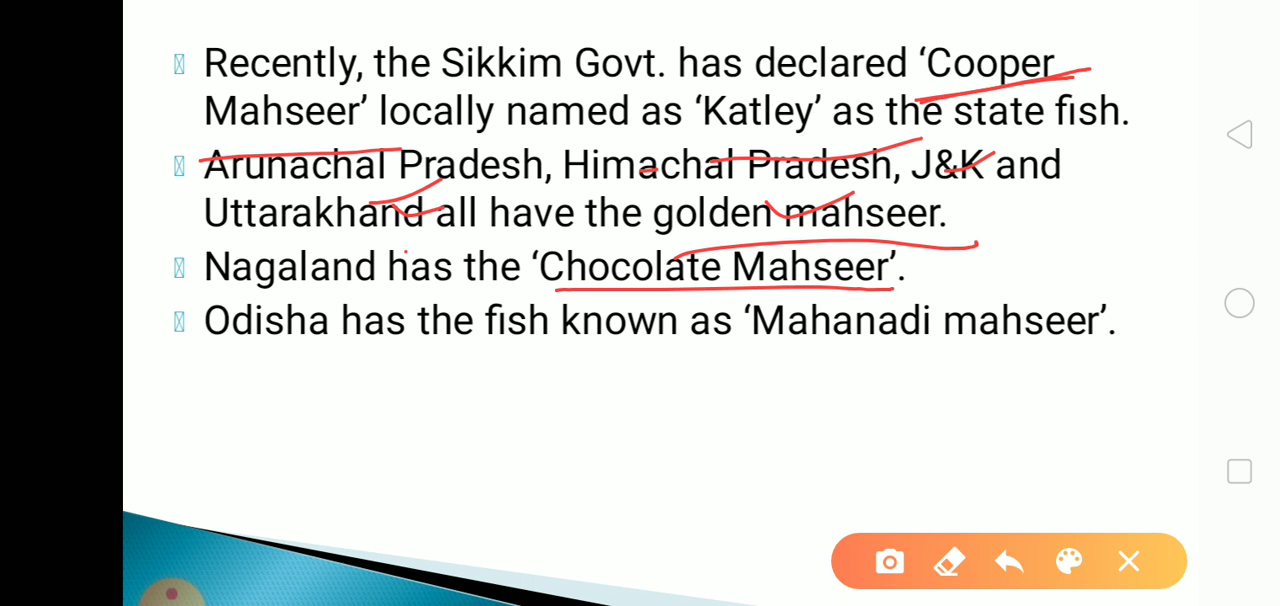 Recently, the Sikkim Govt. has declared ‘Cooper
Mahseer’ locally named as ‘Katley’ as the state fish.
Arunachal Pradesh, Himachal Pradesh, J&K and
Uttarakhand all have the golden mahseer.
Nagaland has the ‘Chocolate Mahseer’.
Odisha has the fish known as ‘Mahanadi mahseer’.